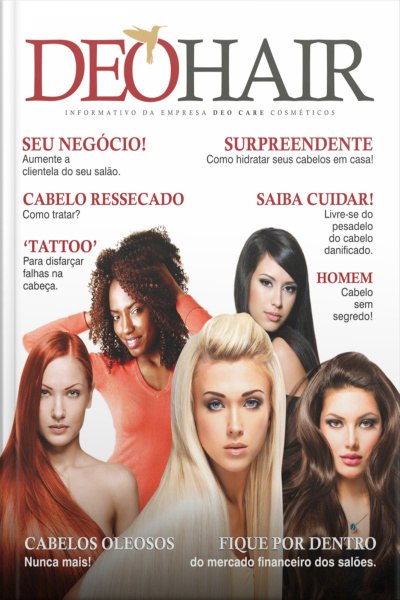 DEOHAIR
INFORMATIVO DA EMPRESA DEO CARE COSMÉTICOS
SEU NEGÓCIO!
Aumente a
clientela do seu salão.
SURPREENDENTE
Como hidratar seus cabelos em casa!
CABELO RESSECADO
Como tratar?
SAIBA CUIDAR!
Livre-se do
pesadelo
do cabelo
danificado.
‘TATTOO’
Para disfarçar
falhas na
cabeça.
HOMEM
Cabelo
sem
segredo!
CABELOS OLEOSOS
Nunca mais!
FIQUE POR DENTRO
do mercado financeiro dos salões.